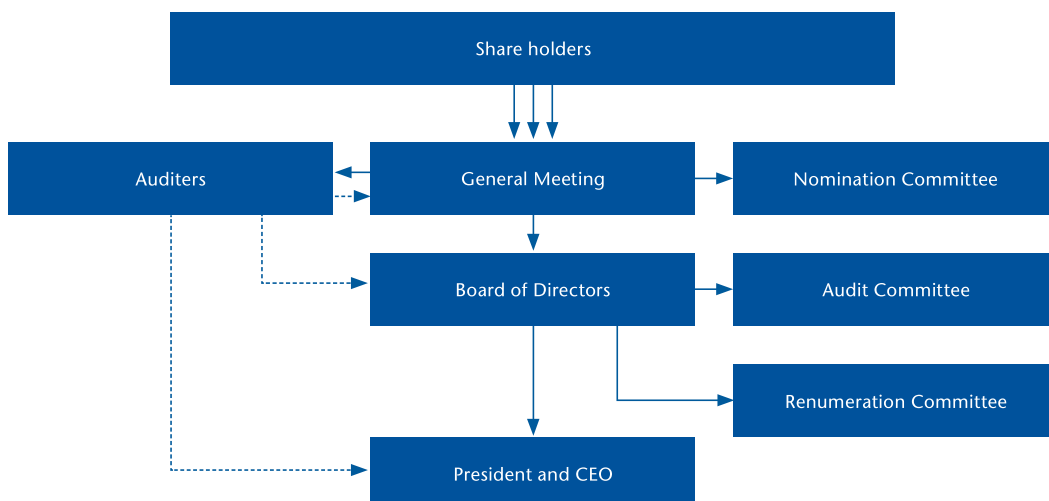 Share holders
Auditers
General Meeting
Nomination Committee
Board of Directors
Audit Committee
Renumeration Committee
President and CEO